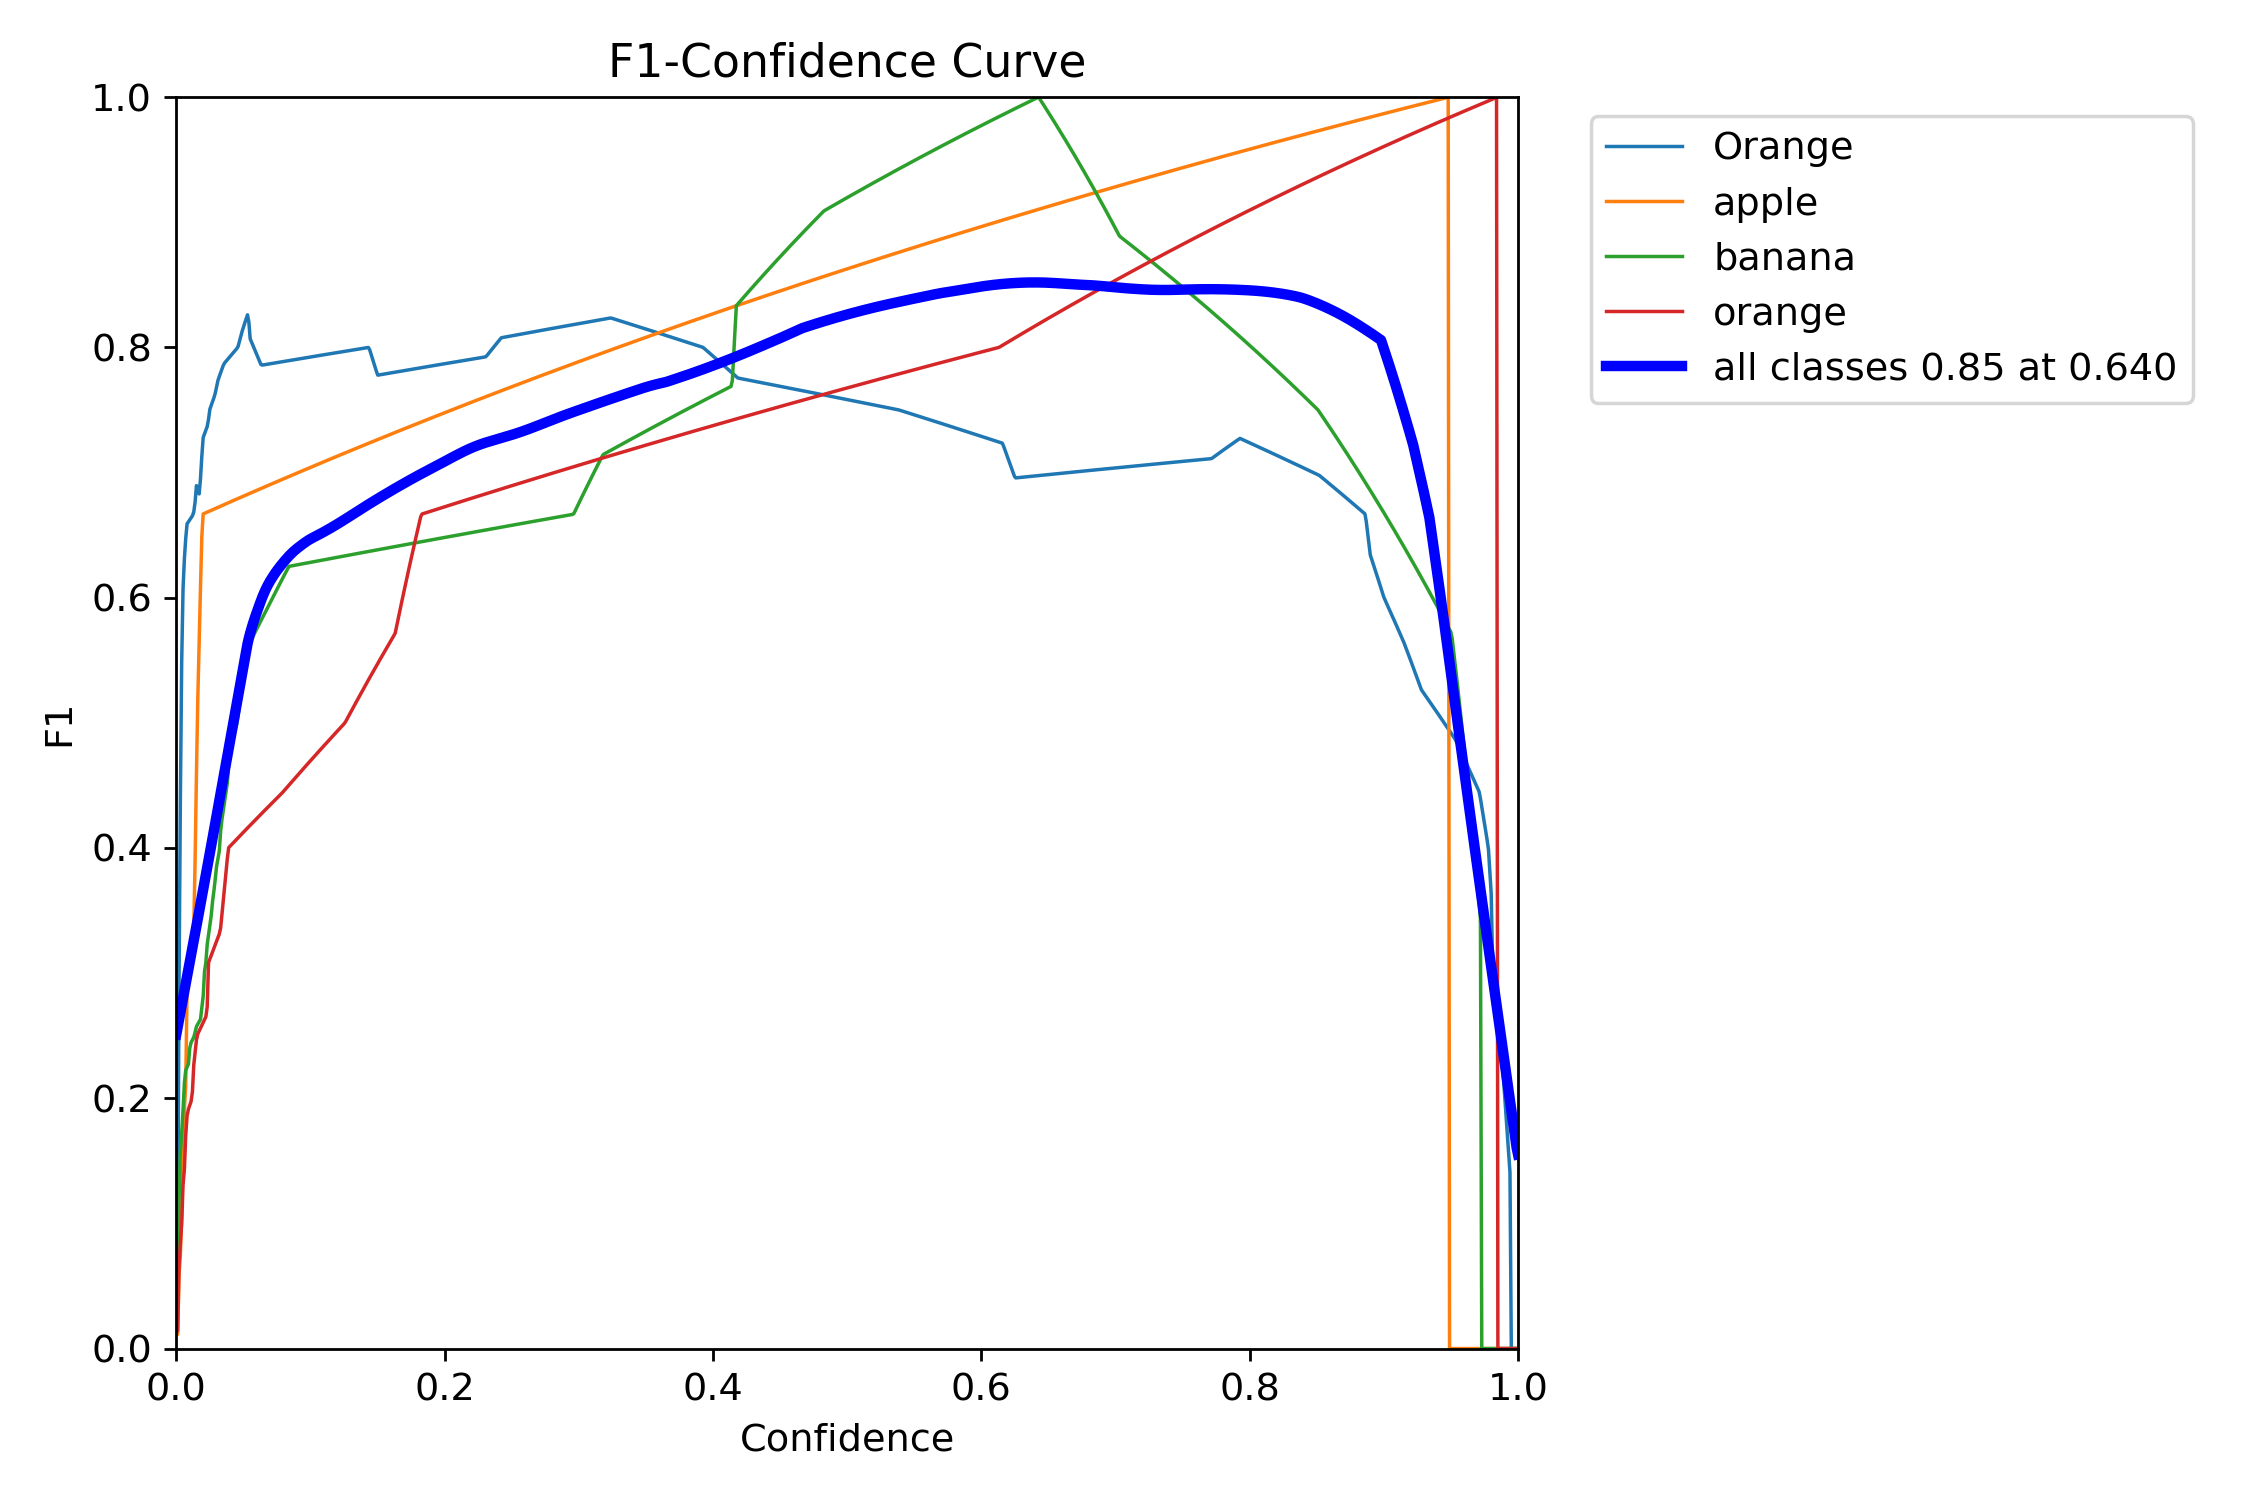 F1-Confidence Curve
1.0
0.8
0.6
0.4
0.2
0.0
F1
0.0 0.2 0.4 0.6 0.8 1.0
Confidence
Orange
apple
banana
orange
all classes 0.85 at 0.640